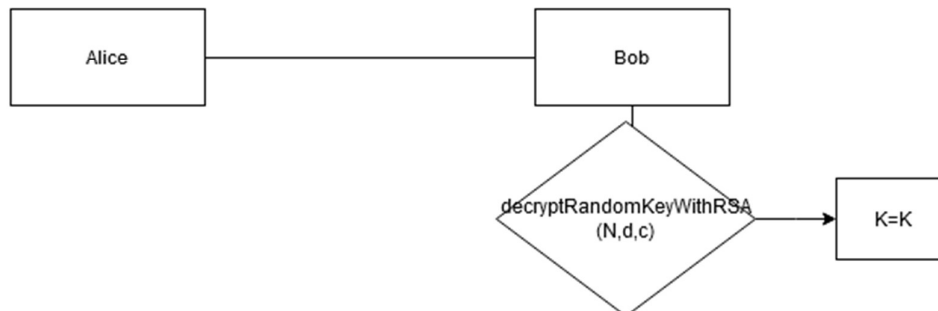 Alice
Bob
decryptRandomKeyWithRSA
(N,d,c)
K=K